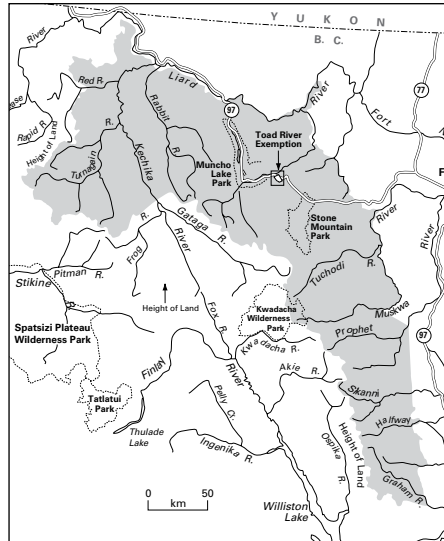 YUKON
B. C.
River
Red R.
Liard
97
River
77
Fort
Rabbit
R.
Toad River
Exemption
Rapid R.
Height of Land
R.
Kechika
Muncho
Lake
Park
Turnagain
Gataga R.
River
Stone
Mountain
Park
River
R.
Frog
Tuchodi R.
Pitman R.
Stikine
R.
Height of Land
Fox R.
Kwadacha
Wilderness
Park
Muskwa
Prophet
97
Spatsizi Plateau
Wilderness Park
Kwadacha R.
Finlay
River
Akie R.
Skanni
Tatlatui
Park
Pelly Cr.
Halfway
Thulade
Lake
Ingenika R.
Ospika R.
Height of Land
Graham R.
0 50
km
Williston
Lake